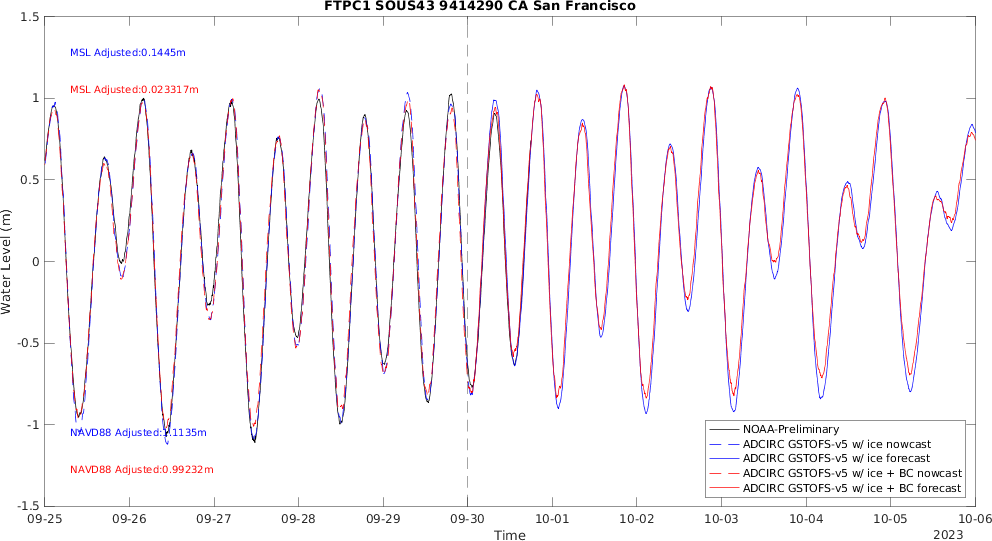 FTPC1 SOUS43 9414290 CA San Francisco
1.5
MSL Adjusted:0.1445m
MSL Adjusted:0.023317m
1
0.5
0
-0.5
-1
-1.5
Water Level (m)
NAVD88 Adjusted:1.1135m
NAVD88 Adjusted:0.99232m
NOAA-Preliminary
ADCIRC GSTOFS-v5 w/ ice nowcast
ADCIRC GSTOFS-v5 w/ ice forecast
ADCIRC GSTOFS-v5 w/ ice + BC nowcast
ADCIRC GSTOFS-v5 w/ ice + BC forecast
09-25 09-26 09-27 09-28 09-29 09-30 10-01 10-02 10-03 10-04 10-05 10-06
Time
2023